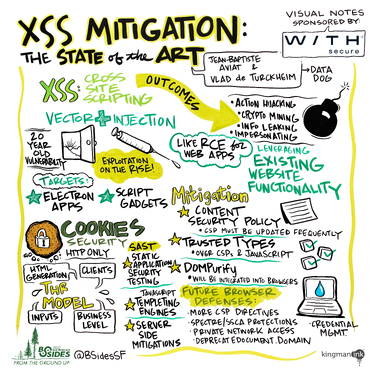 XSS MITIGATION:
THE STATE of the ART
VISUAL NOTES
SPONSORED BY
W/TH
secure
JEAN-BAPTISTE
AVIAT &
VLAD de TURCKHEIM
DATA
DOG
XSS: CROSS
SITE
SCRIPTING
OUTCOMES
• ACTION HIJACKING
• CRYPTO MINING
• INFO LEAKING
• IMPERSONATING
VECTOR + INJECTION
20
YEAR
OLD
VULNERABILITY
EXPLOITATION
ON THE RISE!
LIKE RCE for
WEB APPS
LEVERAGING
EXISTING
WEBSITE
FUNCTIONALITY
TARGETS:
ELECTRON
APPS
SCRIPT
GADGETS
Mitigation
CONTENT
SECURITY POLICY
• CSP MUST BE UPDATED FREQUENTLY
TRUSTED TYPES
• OVER CSP, & JAVASCRIPT
DOMPurify
• WILL BE INTEGRATED INTO BROWSERS
COOKIES
SECURITY
HTTP ONLY
HTML
GENERATION
CLIENTS
THR
MODEL
INPUTS
BUSINESS
LEVEL
SAST
STATIC
APPLICATION
SECURITY
TESTING
JAVASCRIPT
TEMPLATING
ENGINES
SERVER
SIDE
MITIGATIONS
FUTURE BROWSER
DEFENSES:
• MORE CSP DIRECTIVES
• SPECTRE/SCA PROTECTIONS
• PRIVATE NETWORK ACCESS
• DEPRECATE DOCUMENT.DOMAIN
CREDENTIAL
MGMT.
BSIDES
FROM THE GROUND UP
@BSidesSF
kingmanink